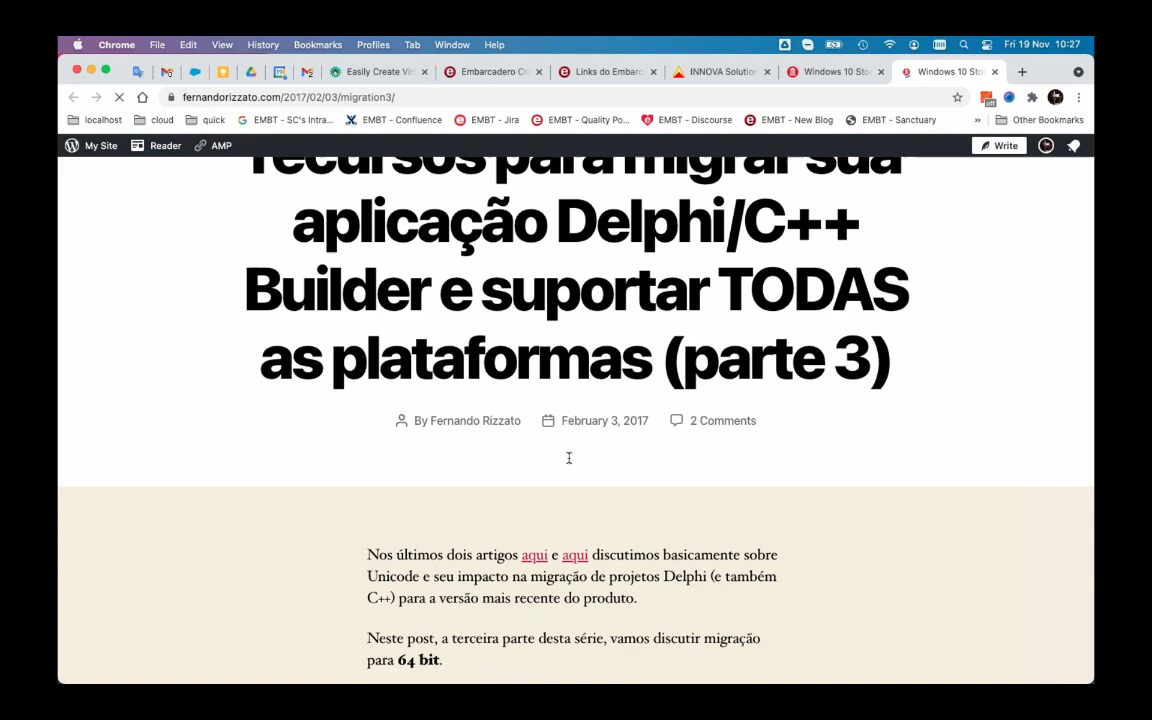 Chrome File Edit View History Bookmarks Profiles Tab Window Help Fri 19 Nov 10:27
Easily Create Vir Embarcadero Cr Links do Embarc INNOVA Solution Windows 10 Stor Windows 10 Stor
fernandorizzato.com/2017/02/03/migration3/
localhost cloud quick EMBT - SC's Intra... EMBT - Confluence EMBT - Jira EMBT - Quality Po... EMBT - Discourse EMBT - New Blog EMBT - Sanctuary » Other Bookmarks
My Site Reader AMP Write
recursos para migrar sua
aplicação Delphi/C++
Builder e suportar TODAS
as plataformas (parte 3)
By Fernando Rizzato February 3, 2017 2 Comments
Nos últimos dois artigos aqui e aqui discutimos basicamente sobre
Unicode e seu impacto na migração de projetos Delphi (e também
C++) para a versão mais recente do produto.
Neste post, a terceira parte desta série, vamos discutir migração
para 64 bit.